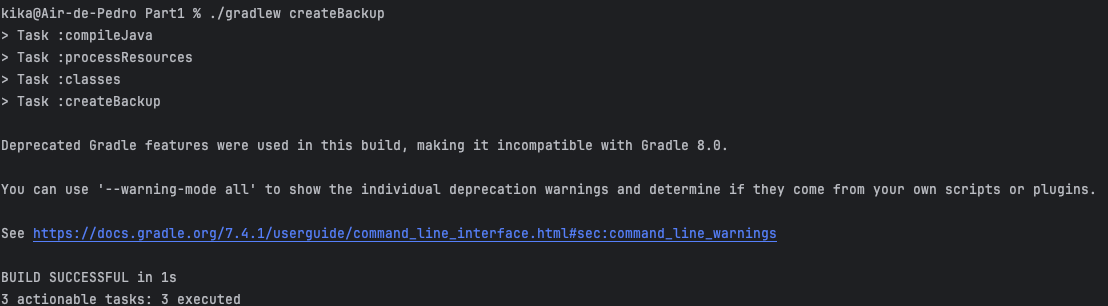 kika@Air-de-Pedro Part1 % ./gradlew createBackup
> Task :compileJava
> Task :processResources
> Task :classes
> Task :createBackup
Deprecated Gradle features were used in this build, making it incompatible with Gradle 8.0.
You can use '--warning-mode all' to show the individual deprecation warnings and determine if they come from your own scripts or plugins.
See https://docs.gradle.org/7.4.1/userguide/command_line_interface.html#sec:command_line_warnings
BUILD SUCCESSFUL in 1s
3 actionable tasks: 3 executed